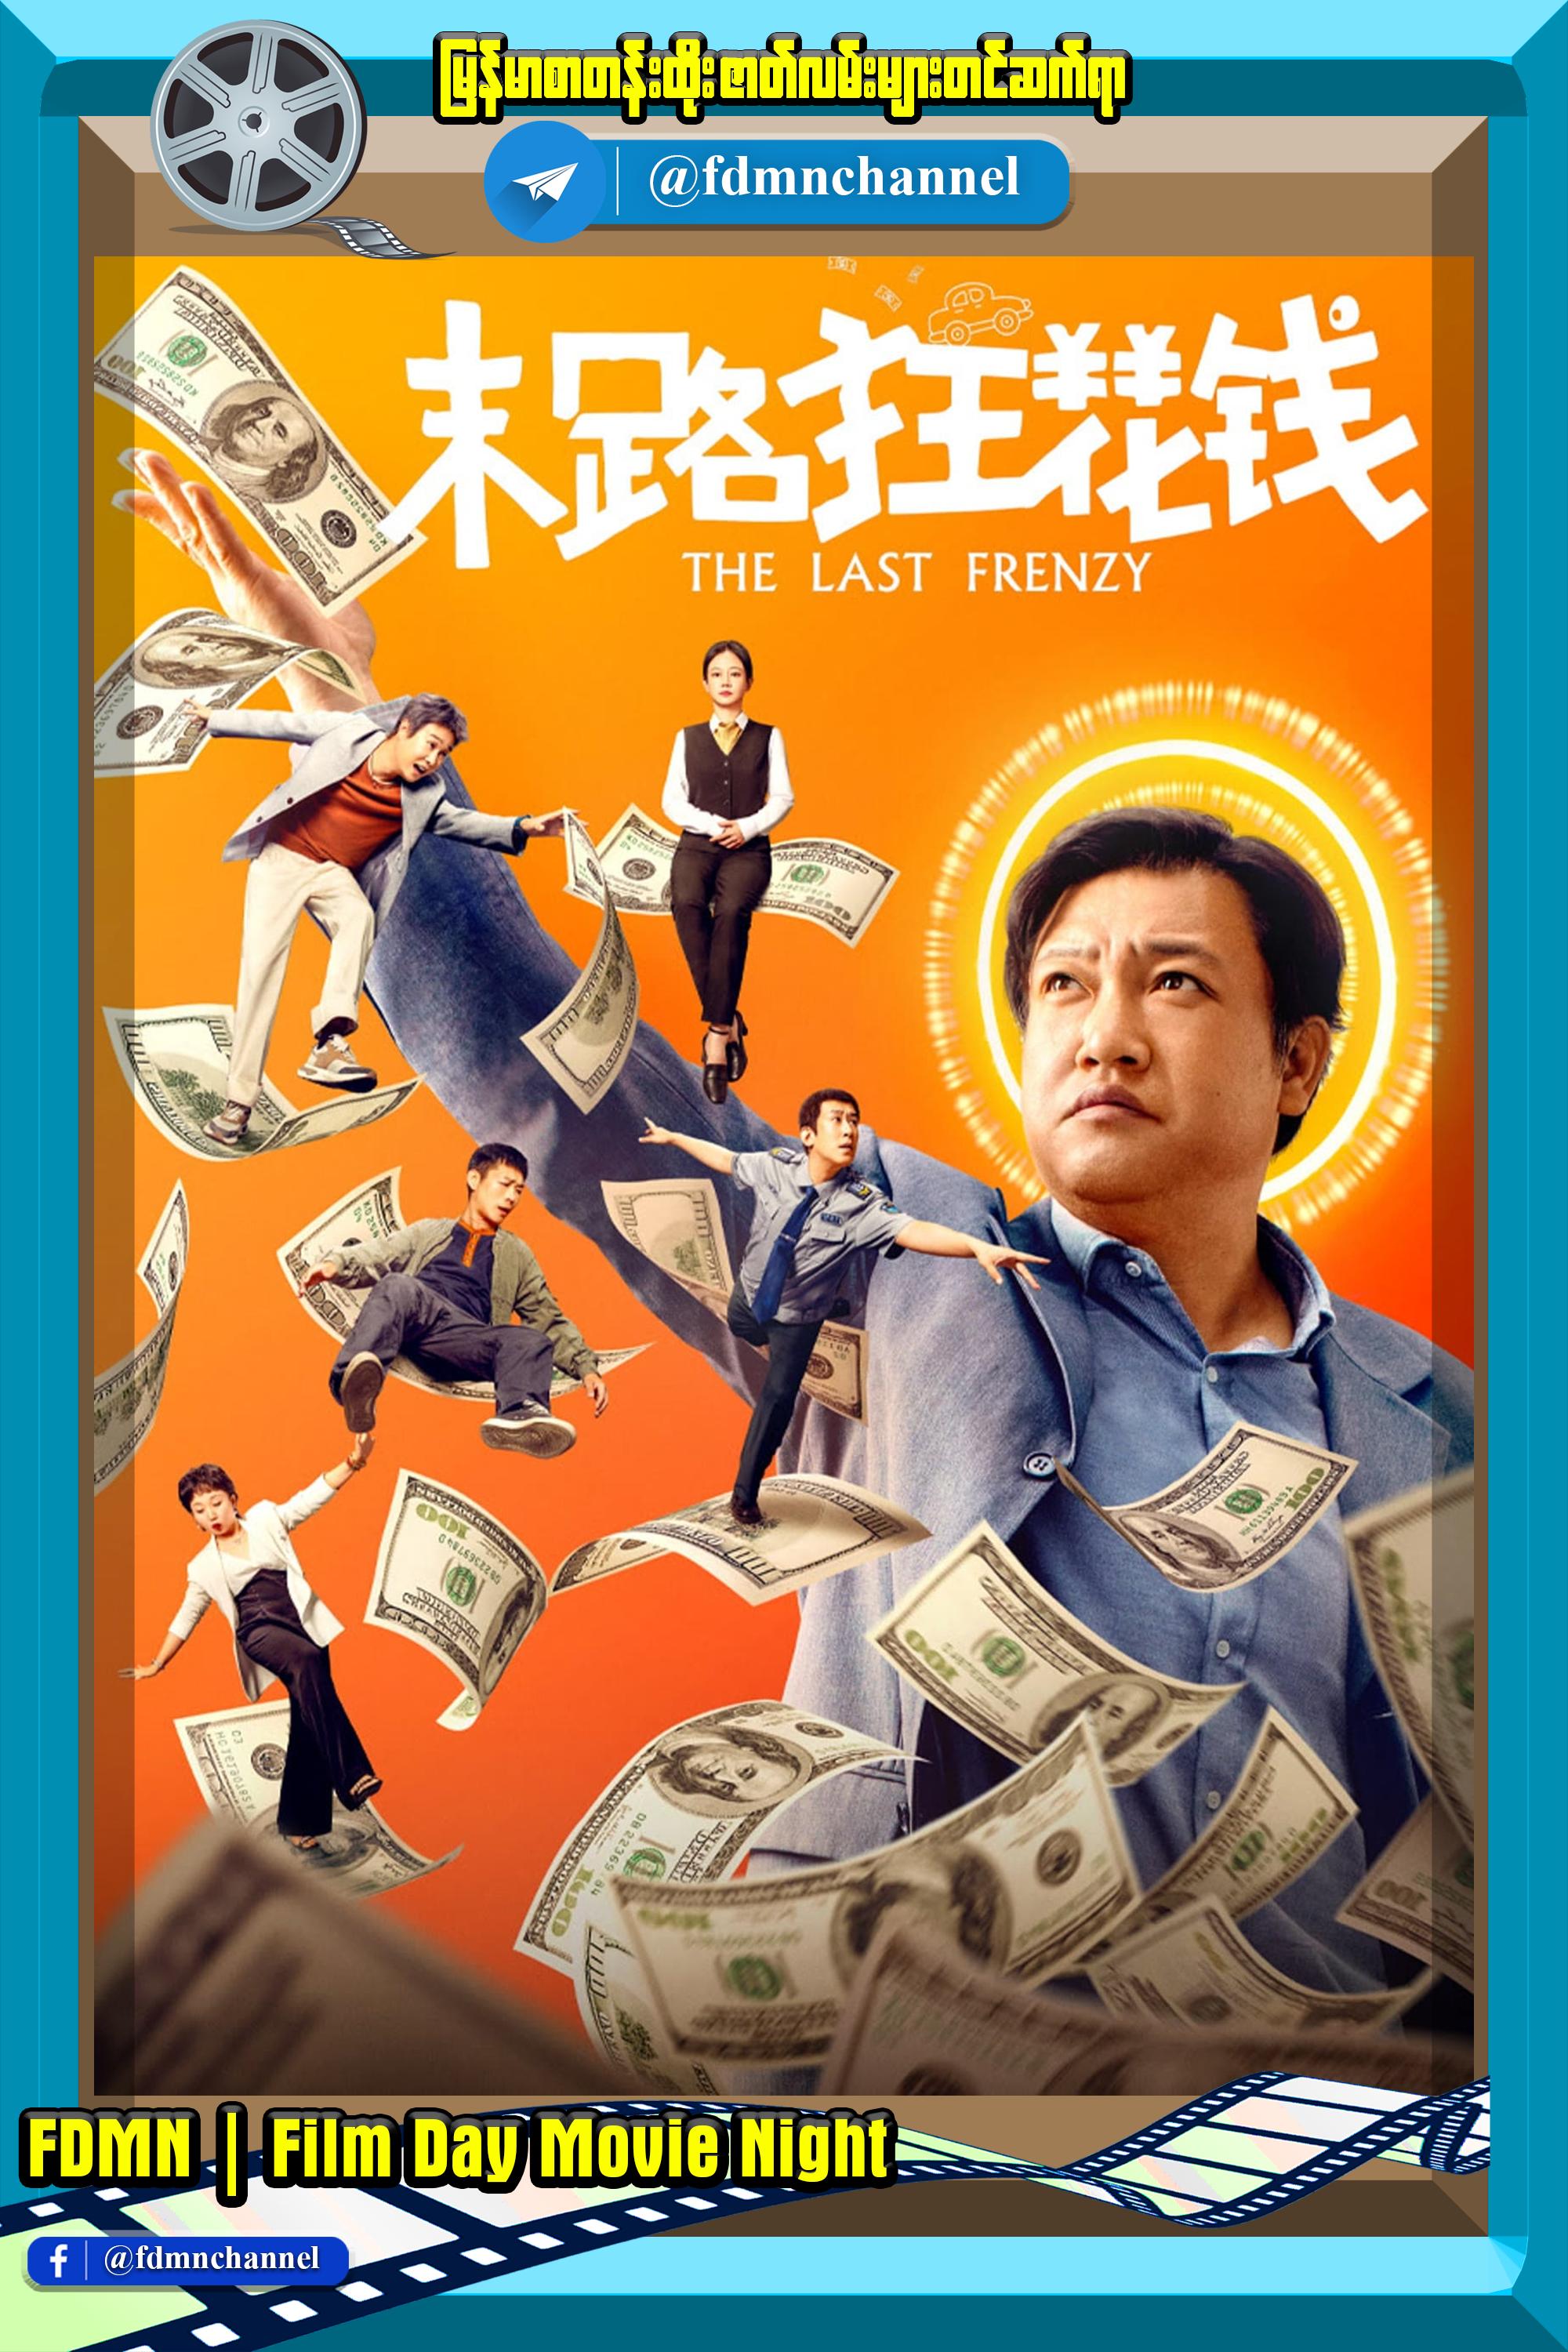 မြန်မာစာတန်းထိုး ဇာတ်လမ်းများတင်ဆက်ရာ
@fdmnchannel
末路狂花钱
THE LAST FRENZY
FDMN | Film Day Movie Night
@fdmnchannel